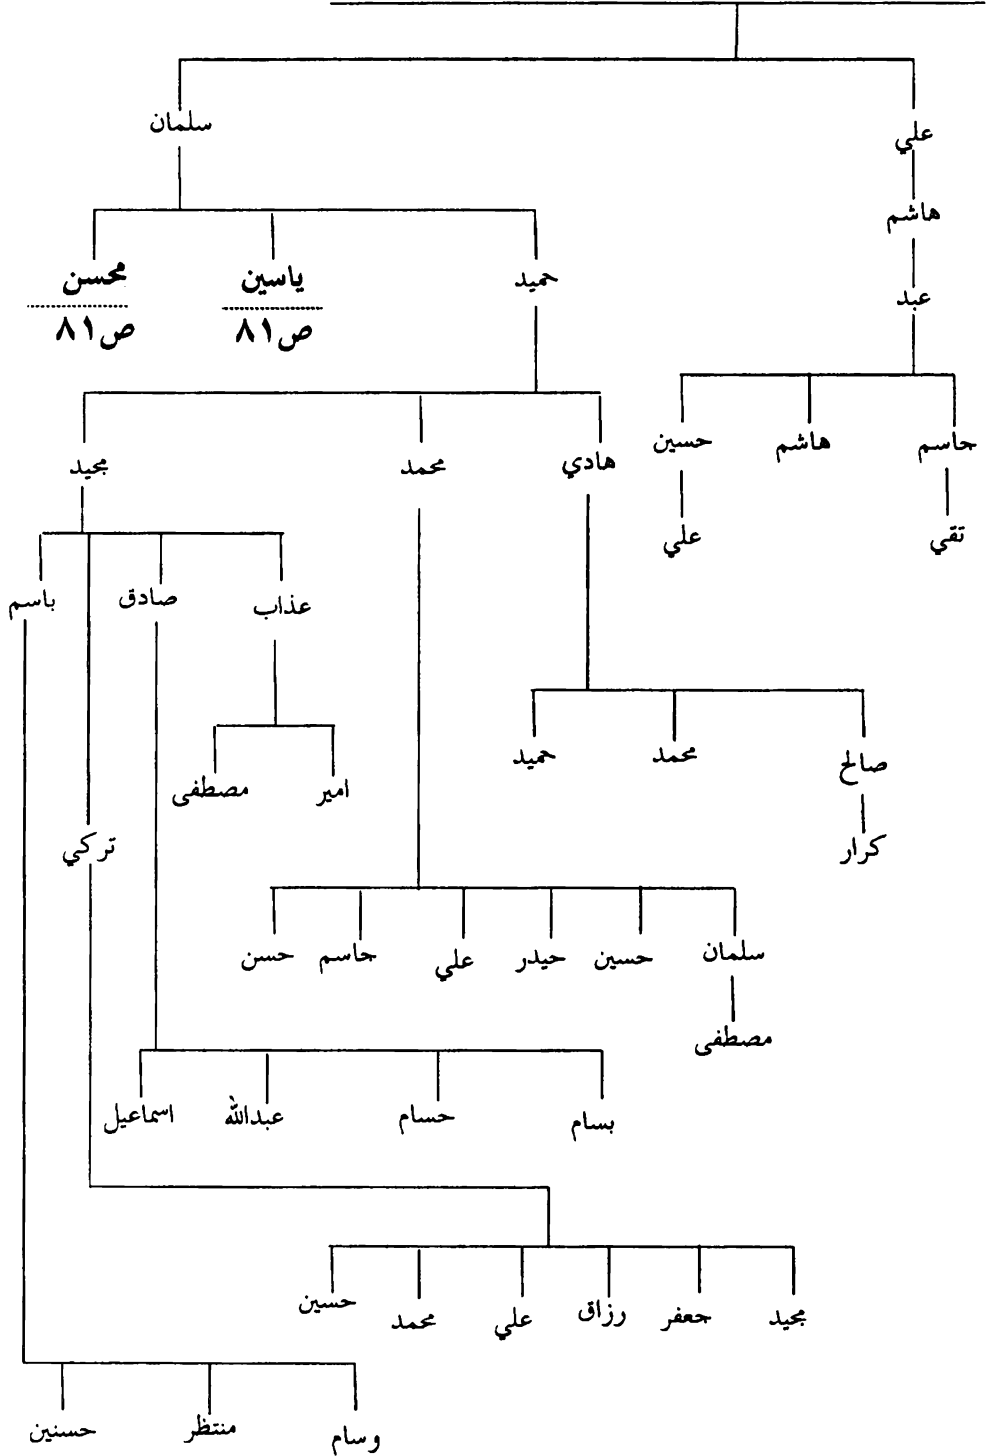 علي
سلمان
هاشم
عبد
حميد
ياسين
محسن
ص٨١
ص٨١
جاسم
هاشم
حسين
هادي
محمد
مجيد
تقي
علي
عذاب
صادق
باسم
صالح
محمد
حميد
امير
مصطفى
كرار
تركي
سلمان
حسين
حيدر
علي
جاسم
حسن
مصطفى
بسام
حسام
عبدالله
اسماعيل
مجيد
جعفر
رزاق
علي
محمد
حسين
وسام
منتظر
حسنين